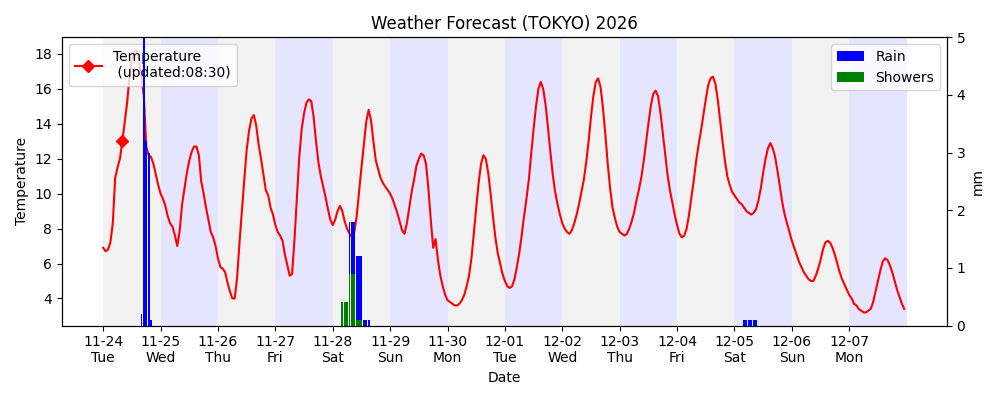 Weather Forecast (TOKYO) 2026
Temperature
(updated:08:30)
Rain
Showers
Temperature
18
16
14
12
10
8
6
4
5
4
3
2
1
0
mm
11-24 11-25 11-26 11-27 11-28 11-29 11-30 12-01 12-02 12-03 12-04 12-05 12-06 12-07
Tue Wed Thu Fri Sat Sun Mon Tue Wed Thu Fri Sat Sun Mon
Date